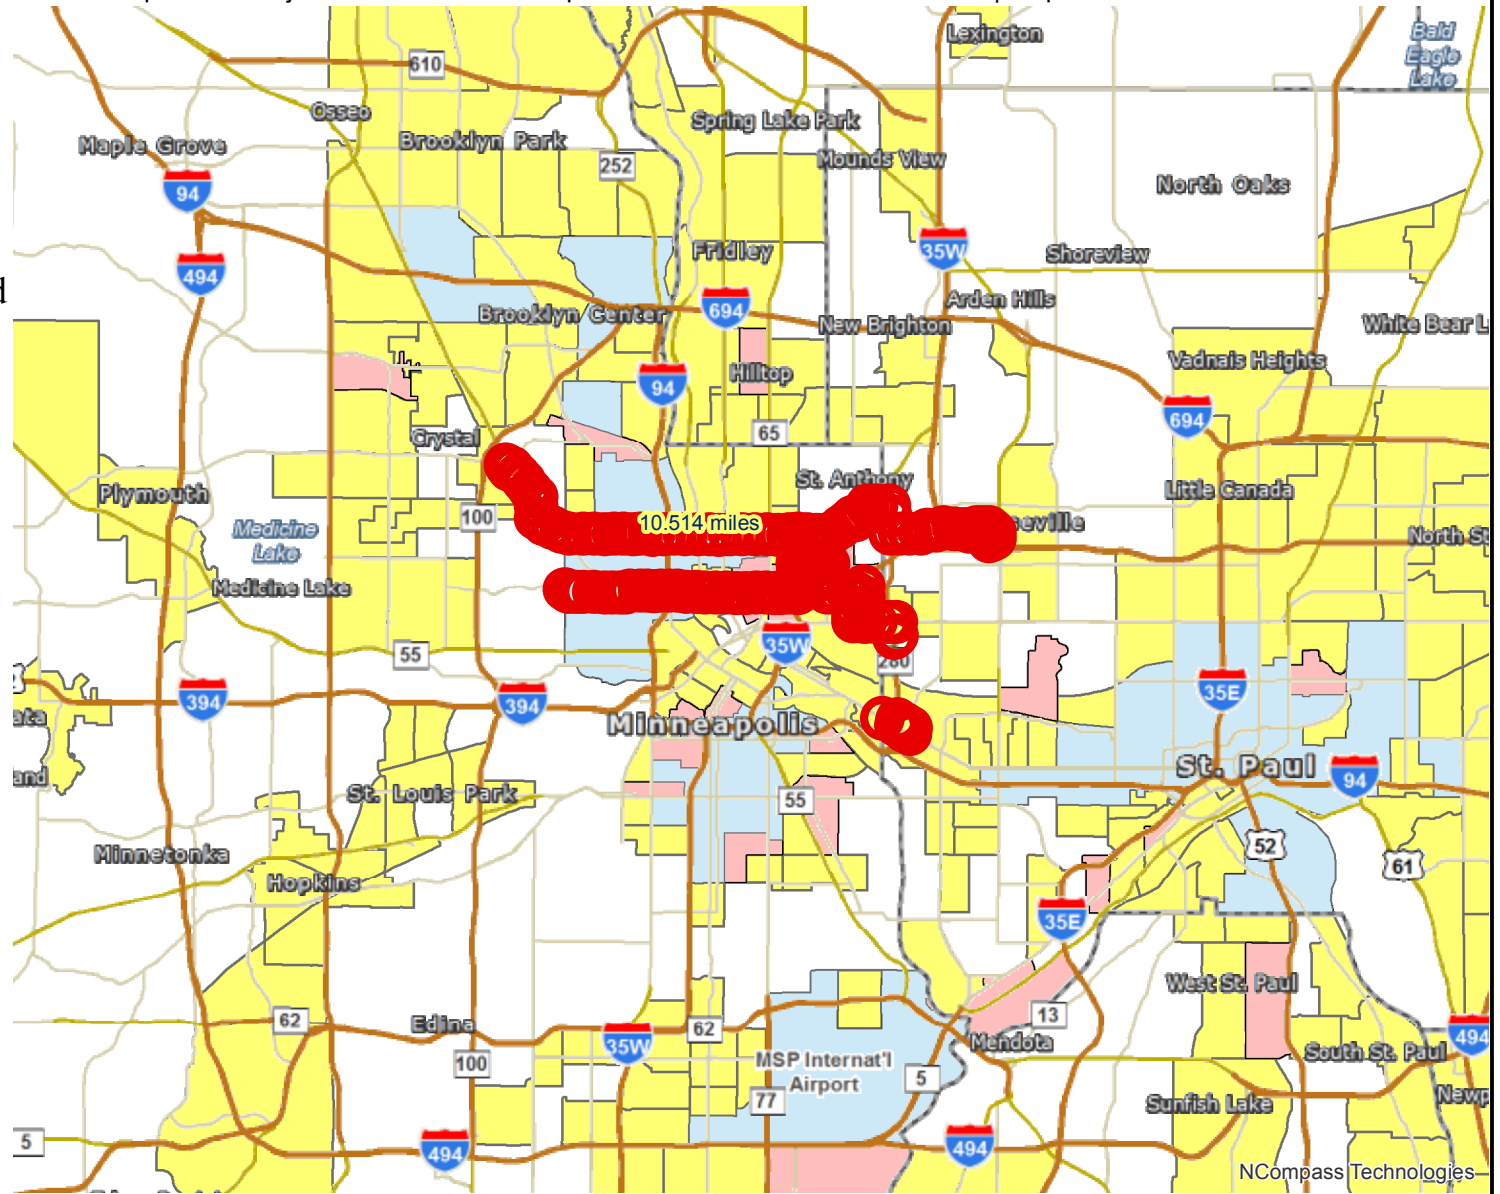 Lexington
Bald
Eagle
Lake
610
Osseo
Maple Grove
Brooklyn Park
Spring Lake Park
252
Mounds View
94
North Oaks
Fridley
35W
Shoreview
494
d
Arden Hills
694
Brooklyn Center
New Brighton
White Bear L
Vadnais Heights
Hilltop
94
694
65
Crystal
St. Anthony
Plymouth
Little Canada
100
10.514 miles
seville
Medicine
Lake
North St
Medicine Lake
35W
55
280
394
394
35E
ata
Minneapolis
St. Paul
94
and
St. Louis Park
55
52
Minnetonka
61
Hopkins
35E
West St. Paul
13
62
Edina
62
35W
494
Mendota
South St. Paul
100
MSP Internat'l
Airport
5
77
Newp
Sunfish Lake
5
494
494
NCompass Technologies